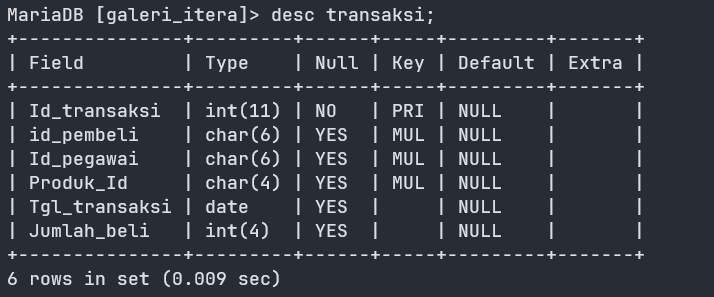 MariaDB [galeri_itera]> desc transaksi;
+---------------+---------+------+-----+---------+-------+
| Field         | Type    | Null | Key | Default | Extra |
+---------------+---------+------+-----+---------+-------+
| Id_transaksi  | int(11) | NO   | PRI | NULL    |       |
| id_pembeli    | char(6) | YES  | MUL | NULL    |       |
| Id_pegawai    | char(6) | YES  | MUL | NULL    |       |
| Produk_Id     | char(4) | YES  | MUL | NULL    |       |
| Tgl_transaksi | date    | YES  |     | NULL    |       |
| Jumlah_beli   | int(4)  | YES  |     | NULL    |       |
+---------------+---------+------+-----+---------+-------+
6 rows in set (0.009 sec)